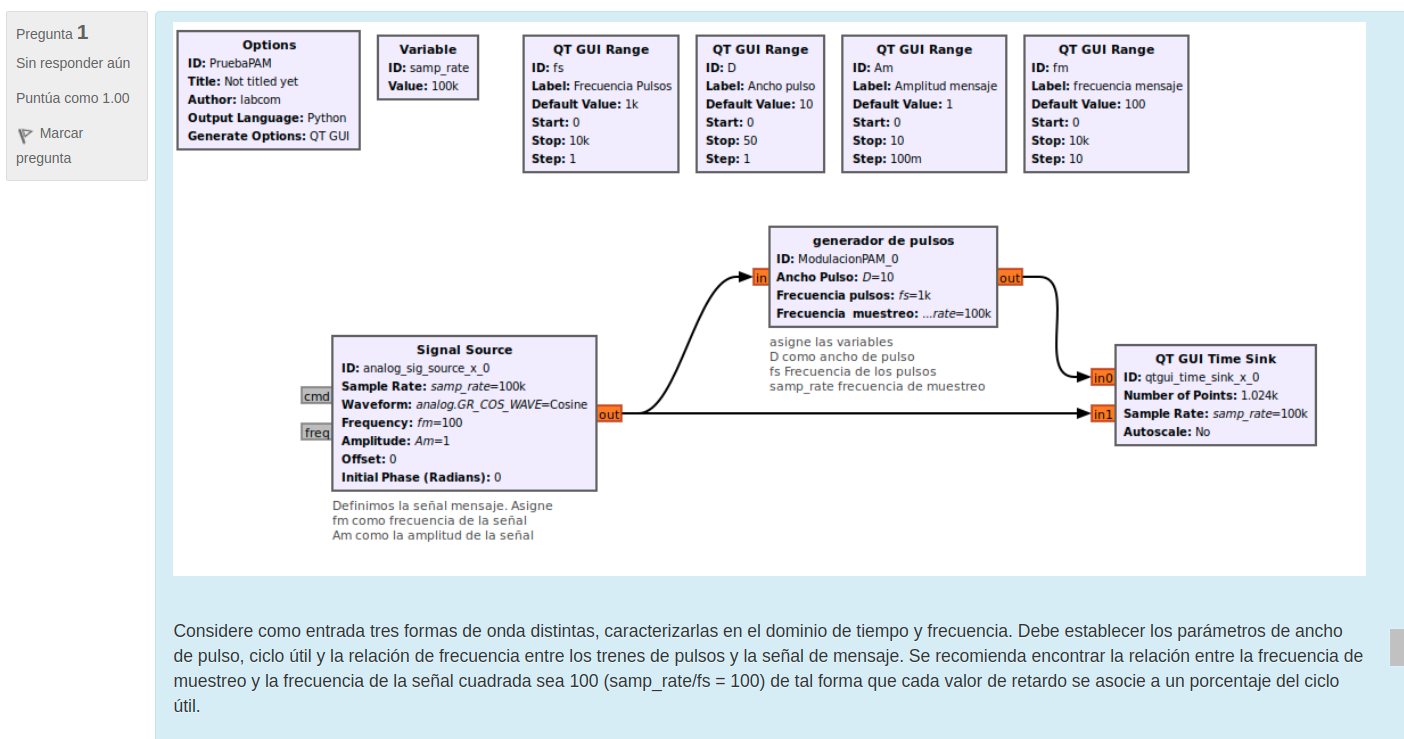 Pregunta 1
Sin responder aún
Puntúa como 1.00
Marcar
pregunta
Options
ID: PruebaPAM
Title: Not titled yet
Author: labcom
Output Language: Python
Generate Options: QT GUI
Variable
ID: samp_rate
Value: 100k
QT GUI Range
ID: fs
Label: Frecuencia Pulsos
Default Value: 1k
Start: 0
Stop: 10k
Step: 1
QT GUI Range
ID: D
Label: Ancho pulso
Default Value: 10
Start: 0
Stop: 50
Step: 1
QT GUI Range
ID: Am
Label: Amplitud mensaje
Default Value: 1
Start: 0
Stop: 10
Step: 100m
QT GUI Range
ID: fm
Label: frecuencia mensaje
Default Value: 100
Start: 0
Stop: 10k
Step: 10
generador de pulsos
ID: ModulacionPAM_0
Ancho Pulso: D=10
Frecuencia pulsos: fs=1k
Frecuencia muestreo: ...rate=100k
in
out
asigne las variables
D como ancho de pulso
fs Frecuencia de los pulsos
samp_rate frecuencia de muestreo
Signal Source
ID: analog_sig_source_x_0
Sample Rate: samp_rate=100k
Waveform: analog.GR_COS_WAVE=Cosine
Frequency: fm=100
Amplitude: Am=1
Offset: 0
Initial Phase (Radians): 0
cmd
freq
out
Definimos la señal mensaje. Asigne
fm como frecuencia de la señal
Am como la amplitud de la señal
QT GUI Time Sink
ID: qtgui_time_sink_x_0
Number of Points: 1.024k
Sample Rate: samp_rate=100k
Autoscale: No
in0
in1
Considere como entrada tres formas de onda distintas, caracterizarlas en el dominio de tiempo y frecuencia. Debe establecer los parámetros de ancho
de pulso, ciclo útil y la relación de frecuencia entre los trenes de pulsos y la señal de mensaje. Se recomienda encontrar la relación entre la frecuencia de
muestreo y la frecuencia de la señal cuadrada sea 100 (samp_rate/fs = 100) de tal forma que cada valor de retardo se asocie a un porcentaje del ciclo
útil.